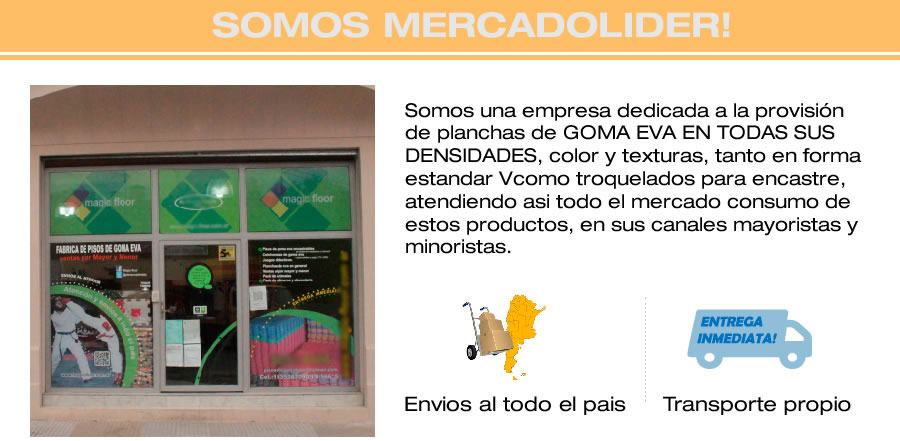 SOMOS MERCADOLIDER!
Somos una empresa dedicada a la provisión
de planchas de GOMA EVA EN TODAS SUS
DENSIDADES, color y texturas, tanto en forma
estandar Vcomo troquelados para encastre,
atendiendo asi todo el mercado consumo de
estos productos, en sus canales mayoristas y
minoristas.
magic floor
magic floor
FABRICA DE PISOS DE GOMA EVA
ventas por Mayor y Menor
ENTREGA
INMEDIATA!
Envios al todo el pais
Transporte propio